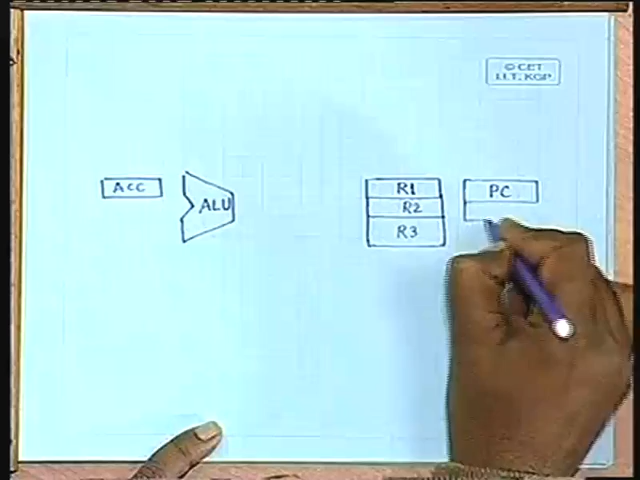 © CET
I.I.T. KGP
ACC
ALU
R1
R2
R3
PC